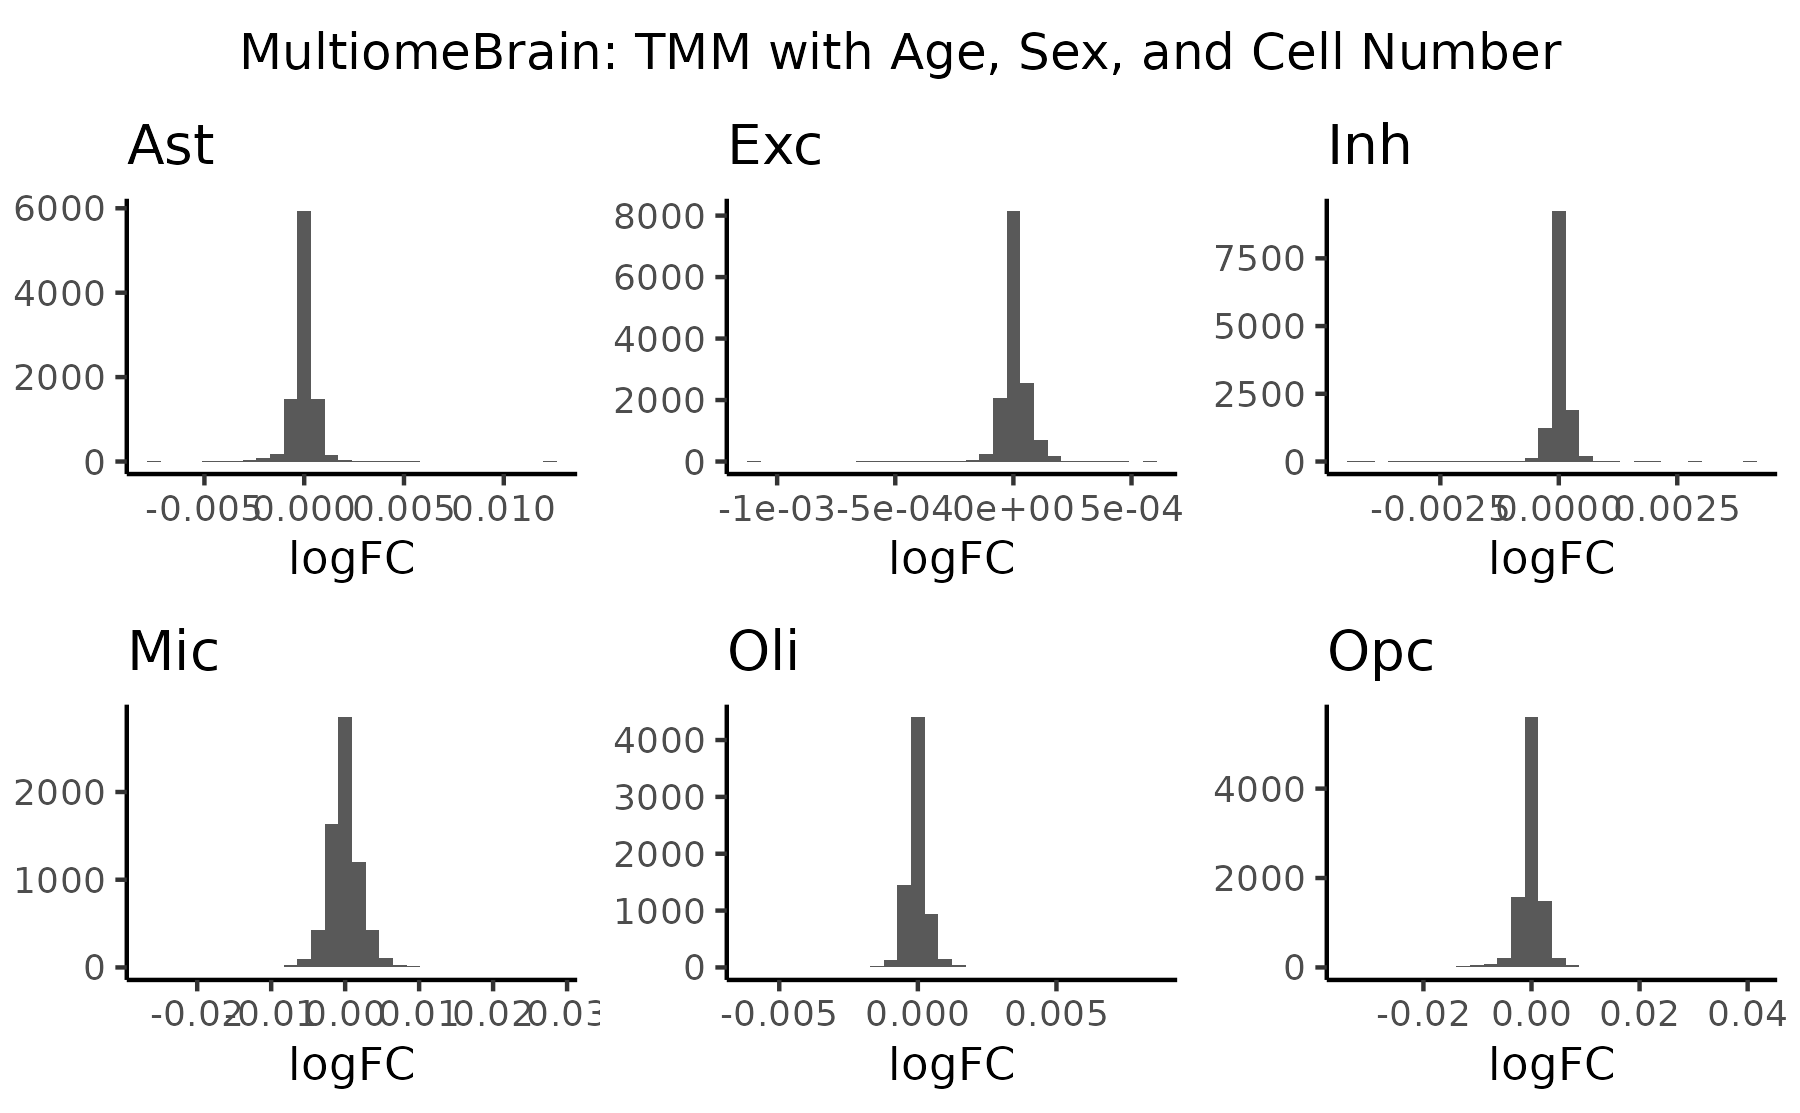 MultiomeBrain: TMM with Age, Sex, and Cell Number
Ast
6000
4000
2000
0
-0.005 0.000 0.005 0.010
logFC
Exc
8000
6000
4000
2000
0
-1e-03 -5e-04 0e+00 5e-04
logFC
Inh
7500
5000
2500
0
-0.0025 0.0000 0.0025
logFC
Mic
2000
1000
0
-0.02 -0.01 0.00 0.01 0.02 0.03
logFC
Oli
4000
3000
2000
1000
0
-0.005 0.000 0.005
logFC
Opc
4000
2000
0
-0.02 0.00 0.02 0.04
logFC